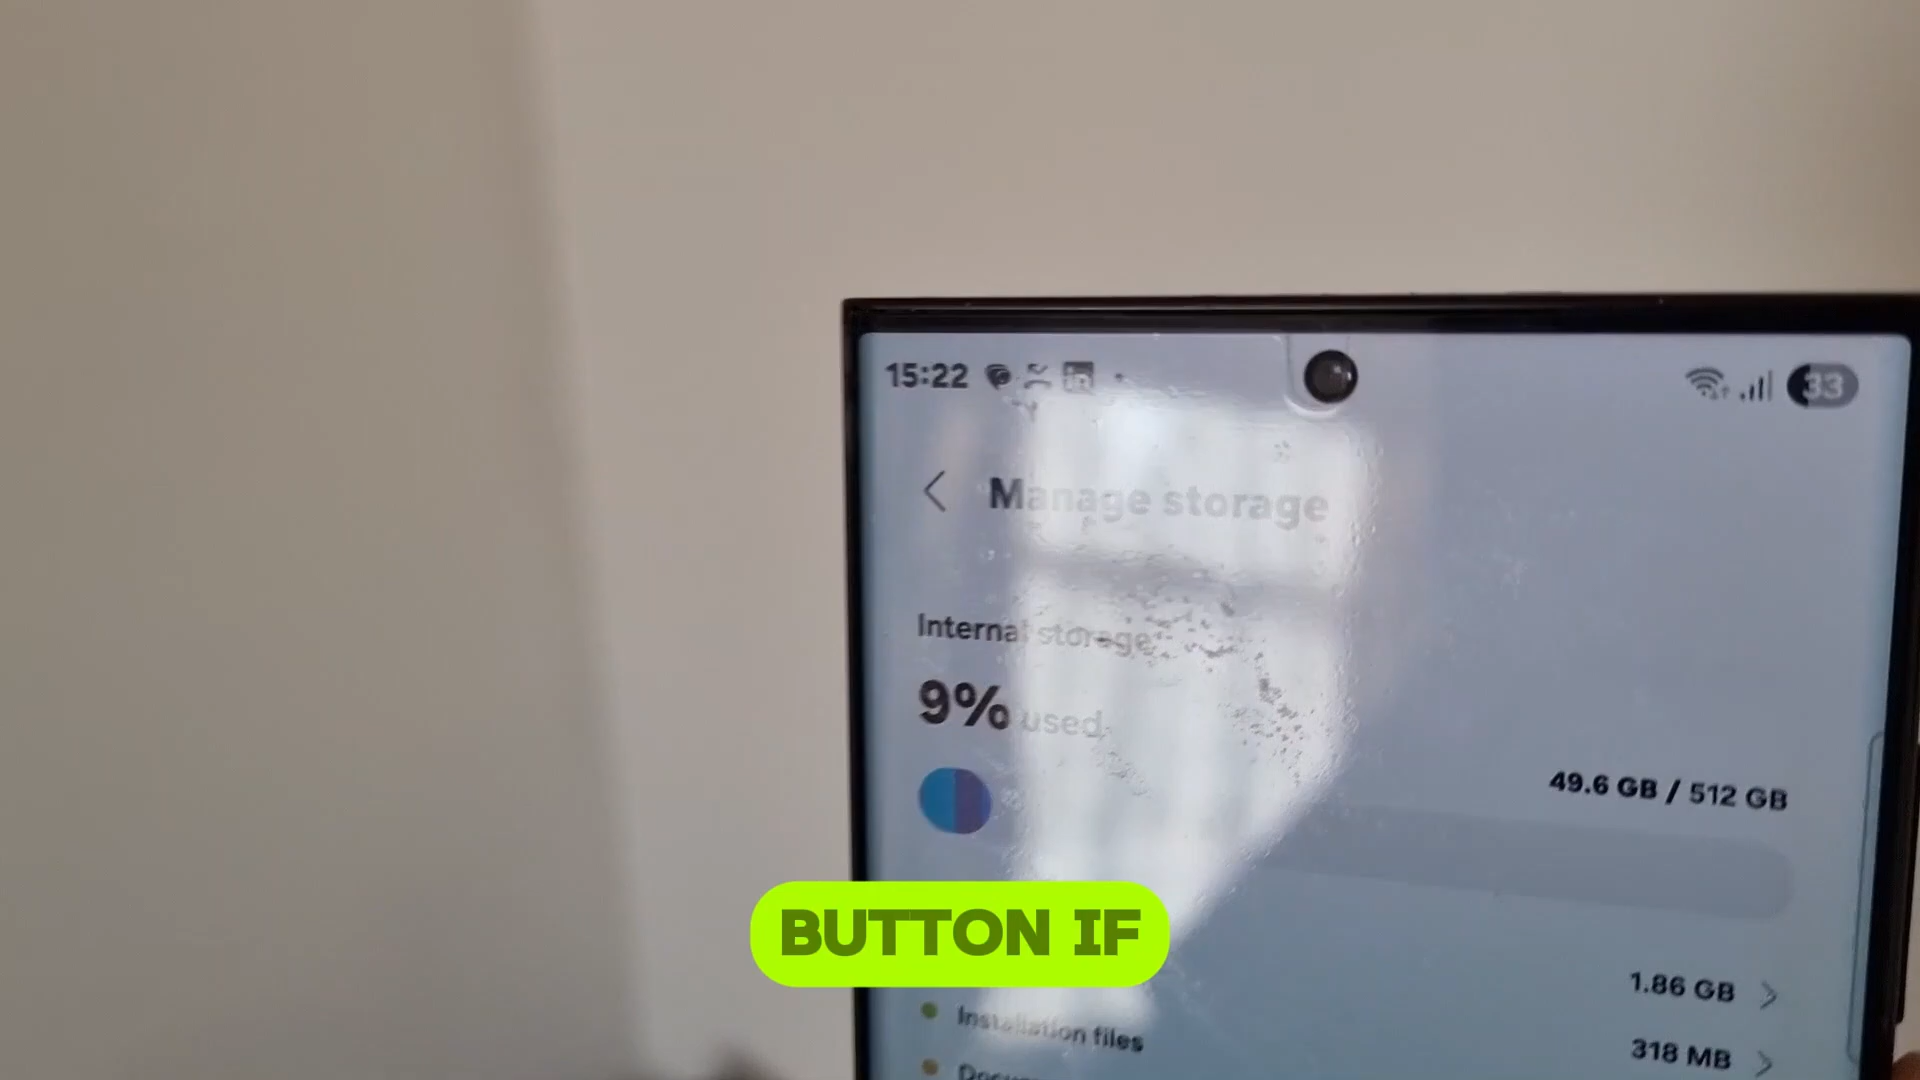 15:22 in 33
Manage storage
Internal storage
9% used
49.6 GB / 512 GB
BUTTON IF
1.86 GB
Installation files
318 MB